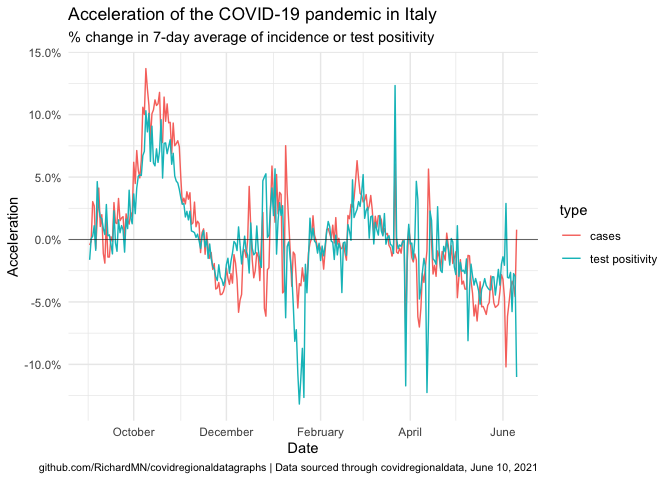 Acceleration of the COVID-19 pandemic in Italy
% change in 7-day average of incidence or test positivity
15.0%
10.0%
5.0%
0.0%
-5.0%
-10.0%
Acceleration
October December February April June
Date
type
cases
test positivity
github.com/RichardMN/covidregionaldatagraphs | Data sourced through covidregionaldata, June 10, 2021